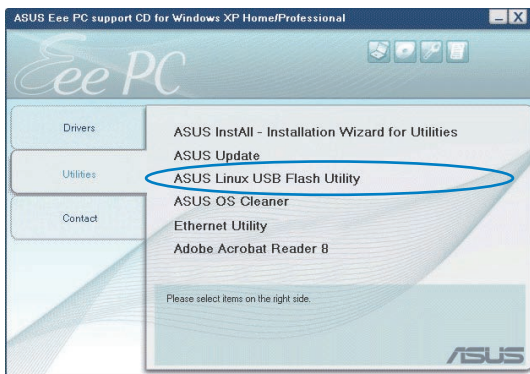 ASUS Eee PC support CD for Windows XP Home/Professional
Eee PC
Drivers
Utilities
Contact
ASUS InstAll - Installation Wizard for Utilities
ASUS Update
ASUS Linux USB Flash Utility
ASUS OS Cleaner
Ethernet Utility
Adobe Acrobat Reader 8
Please select items on the right side.
ASUS